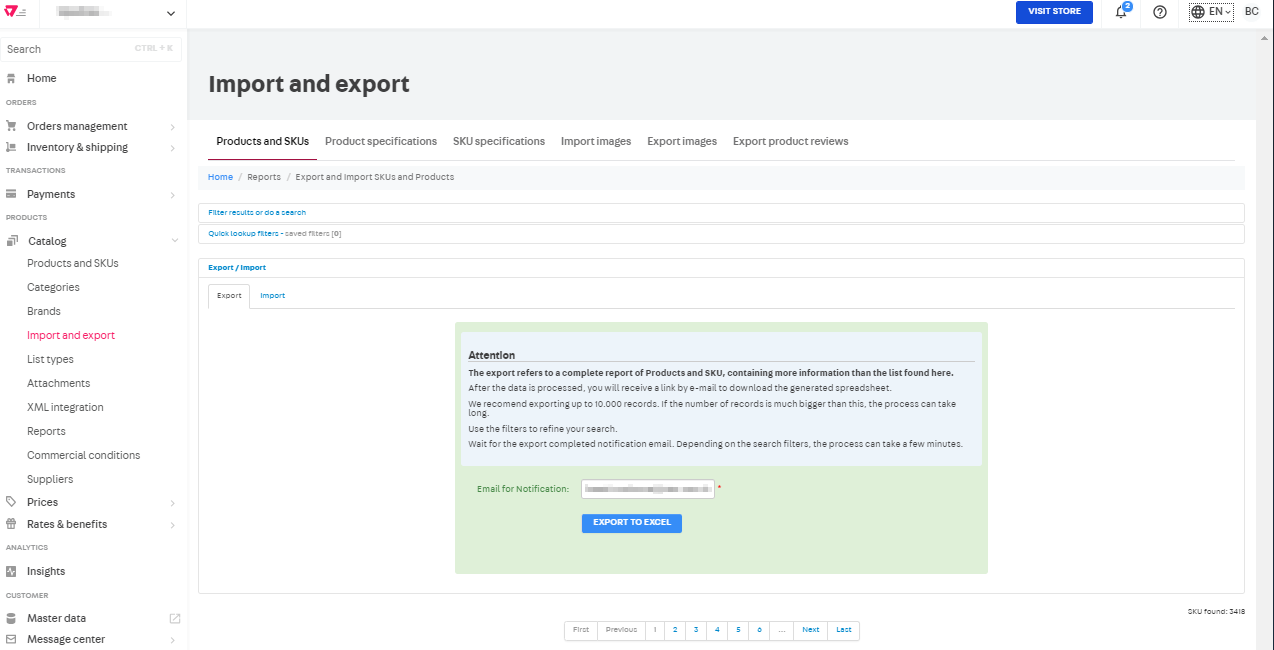 VISIT STORE
2
EN
BC
Search
CTRL + K
Home
ORDERS
Orders management
Inventory & shipping
TRANSACTIONS
Payments
PRODUCTS
Catalog
Products and SKUs
Categories
Brands
Import and export
List types
Attachments
XML integration
Reports
Commercial conditions
Suppliers
Prices
Rates & benefits
ANALYTICS
Insights
CUSTOMER
Master data
Message center
Import and export
Products and SKUs Product specifications SKU specifications Import images Export images Export product reviews
Home / Reports / Export and Import SKUs and Products
Filter results or do a search
Quick lookup filters - saved filters [0]
Export / Import
Export Import
Attention
The export refers to a complete report of Products and SKU, containing more information than the list found here.
After the data is processed, you will receive a link by e-mail to download the generated spreadsheet.
We recomend exporting up to 10.000 records. If the number of records is much bigger than this, the process can take
long.
Use the filters to refine your search.
Wait for the export completed notification email. Depending on the search filters, the process can take a few minutes.
Email for Notification: *
EXPORT TO EXCEL
SKU found: 3418
First Previous 1 2 3 4 5 6 ... Next Last